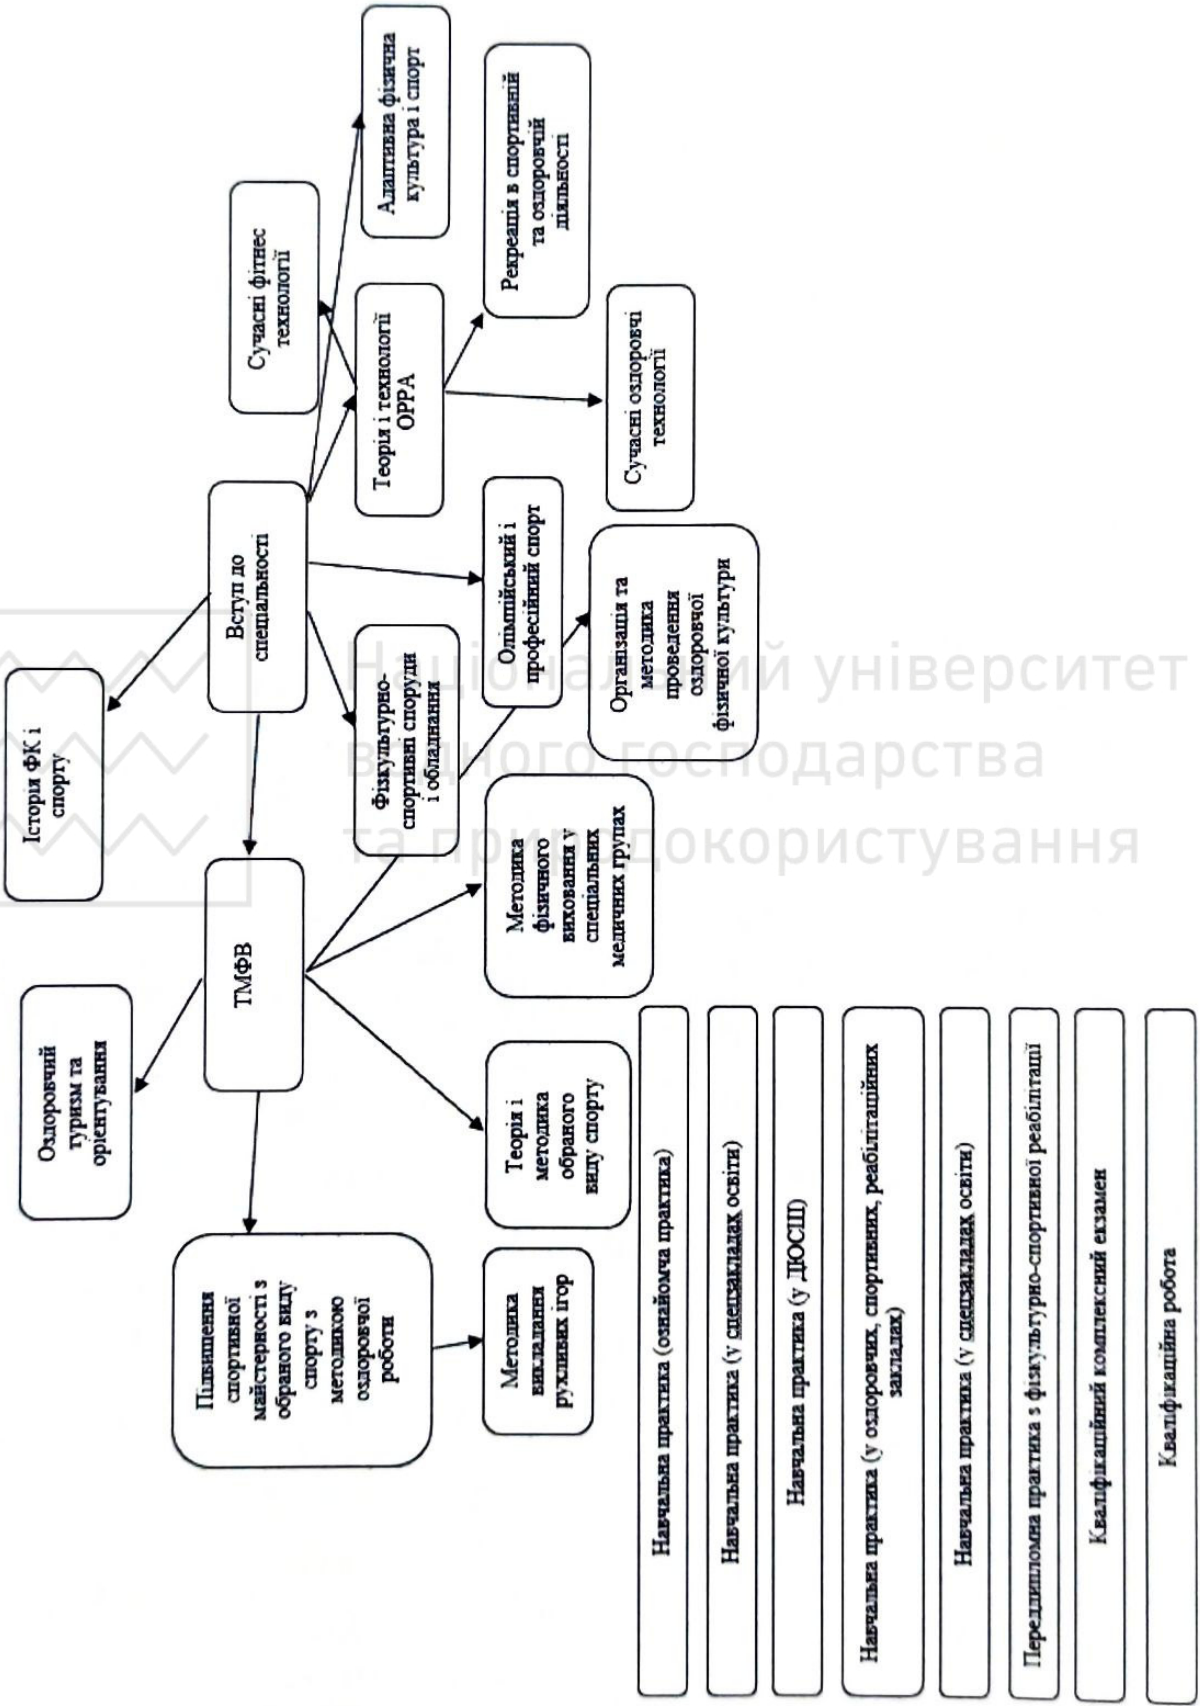 Історія ФК і
спорту
Оздоровчий
туризм та
орієнтування
Підвищення
спортивної
майстерності з
обраного виду
спорту з
методикою
оздоровчої
роботи
ТМФВ
Вступ до
спеціальності
Сучасні фітнес
технології
Фізкультурно-
спортивні споруди
і обладнання
Теорія і технології
ОРРА
Адаптивна фізична
культура і спорт
Методика
викладання
рухливих ігор
Теорія і
методика
обраного
виду спорту
Методика
фізичного
виховання у
спеціальних
медичних групах
Олімпійський і
професійний спорт
Рекреація в спортивній
та оздоровчій
діяльності
Організація та
методика
проведення
оздоровчої
фізичної культури
Сучасні оздоровчі
технології
Навчальна практика (ознайомча практика)
Навчальна практика (у спецзакладах освіти)
Навчальна практика (у ДЮСШ)
Навчальна практика (у оздоровчих, спортивних, реабілітаційних
закладах)
Навчальна практика (у спецзакладах освіти)
Переддипломна практика з фізкультурно-спортивної реабілітації
Кваліфікаційний комплексний екзамен
Кваліфікаційна робота
Національний університет
водного господарства
та природокористування